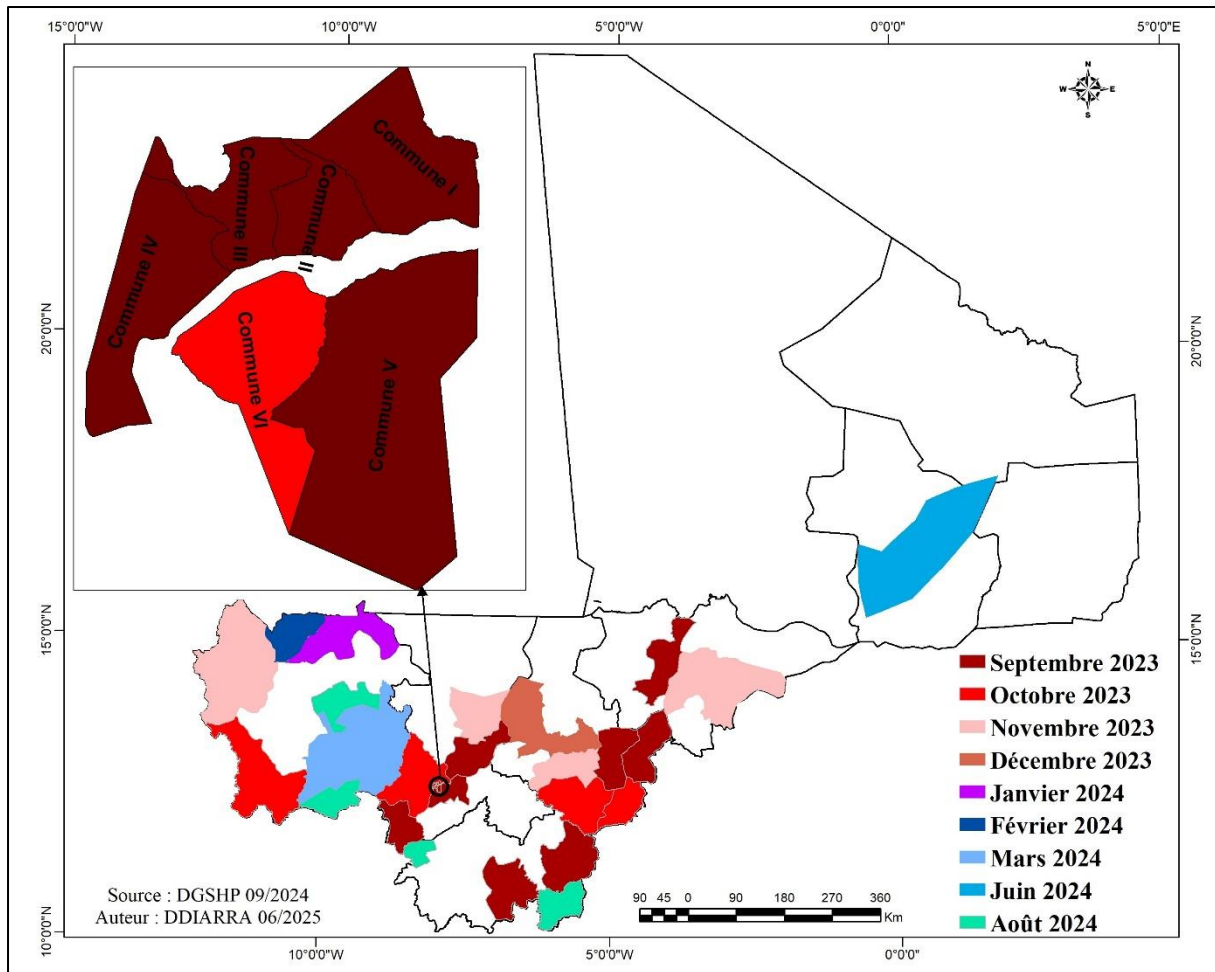 15°0'0"W 10°0'0"W 5°0'0"W 0°0'0" 5°0'0"E
N
W E
S
Commune I
Commune II
Commune III
Commune IV
Commune V
Commune VI
20°0'0"N 20°0'0"N
15°0'0"N 15°0'0"N
Septembre 2023
Octobre 2023
Novembre 2023
Décembre 2023
Janvier 2024
Février 2024
Mars 2024
Juin 2024
Août 2024
Source : DGSHP 09/2024
Auteur : DDIARRA 06/2025
90 45 0 90 180 270 360
Km
10°0'0"N 10°0'0"N
10°0'0"W 5°0'0"W 0°0'0"